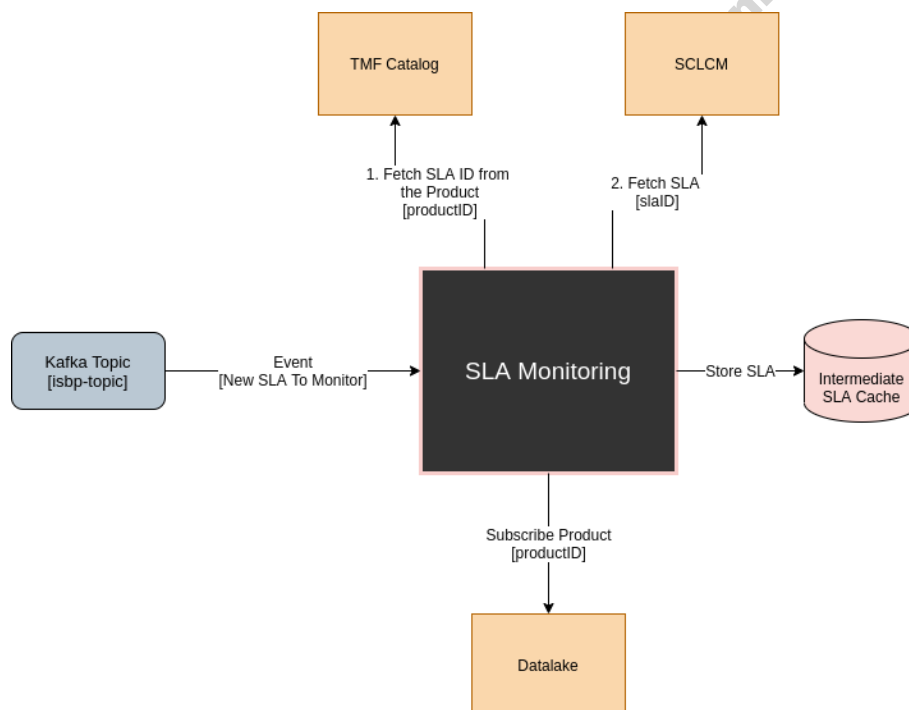 TMF Catalog
SCLCM
1. Fetch SLA ID from
the Product
[productID]
2. Fetch SLA
[slaID]
Kafka Topic
[isbp-topic]
Event
[New SLA To Monitor]
SLA Monitoring
Store SLA
Intermediate
SLA Cache
Subscribe Product
[productID]
Datalake